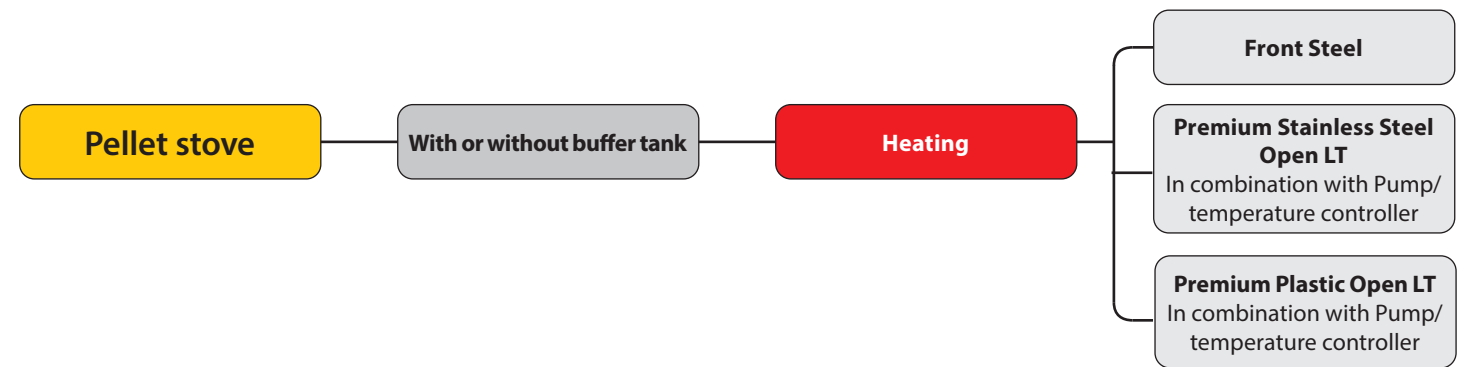 Pellet stove
With or without buffer tank
Heating
Front Steel
Premium Stainless Steel
Open LT
In combination with Pump/
temperature controller
Premium Plastic Open LT
In combination with Pump/
temperature controller